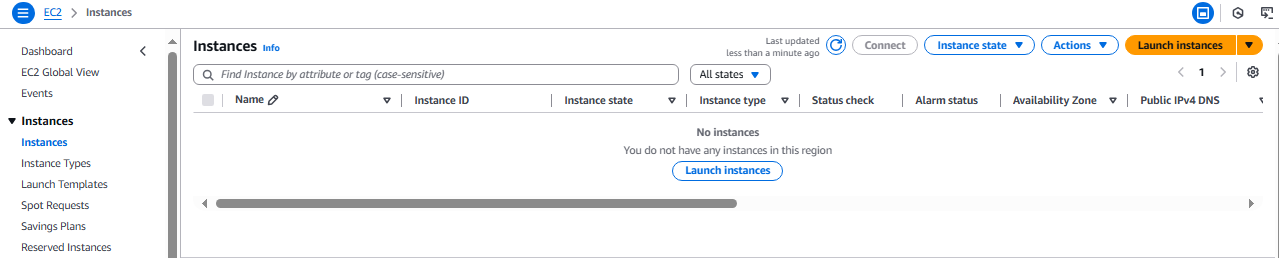 EC2 > Instances
Dashboard
EC2 Global View
Events
Instances
Instances
Instance Types
Launch Templates
Spot Requests
Savings Plans
Reserved Instances
Instances Info
Last updated
less than a minute ago
Connect
Instance state
Actions
Launch instances
Find Instance by attribute or tag (case-sensitive)
All states
1
Name Instance ID Instance state Instance type Status check Alarm status Availability Zone Public IPv4 DNS
No instances
You do not have any instances in this region
Launch instances